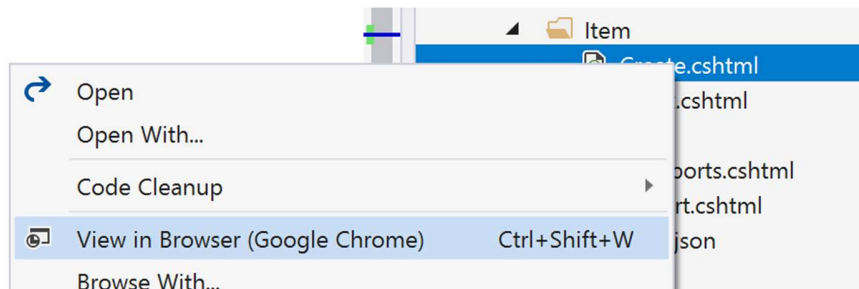 Item
Create.cshtml
Open
.cshtml
Open With...
Code Cleanup
ports.cshtml
rt.cshtml
View in Browser (Google Chrome) Ctrl+Shift+W
json
Browse With...